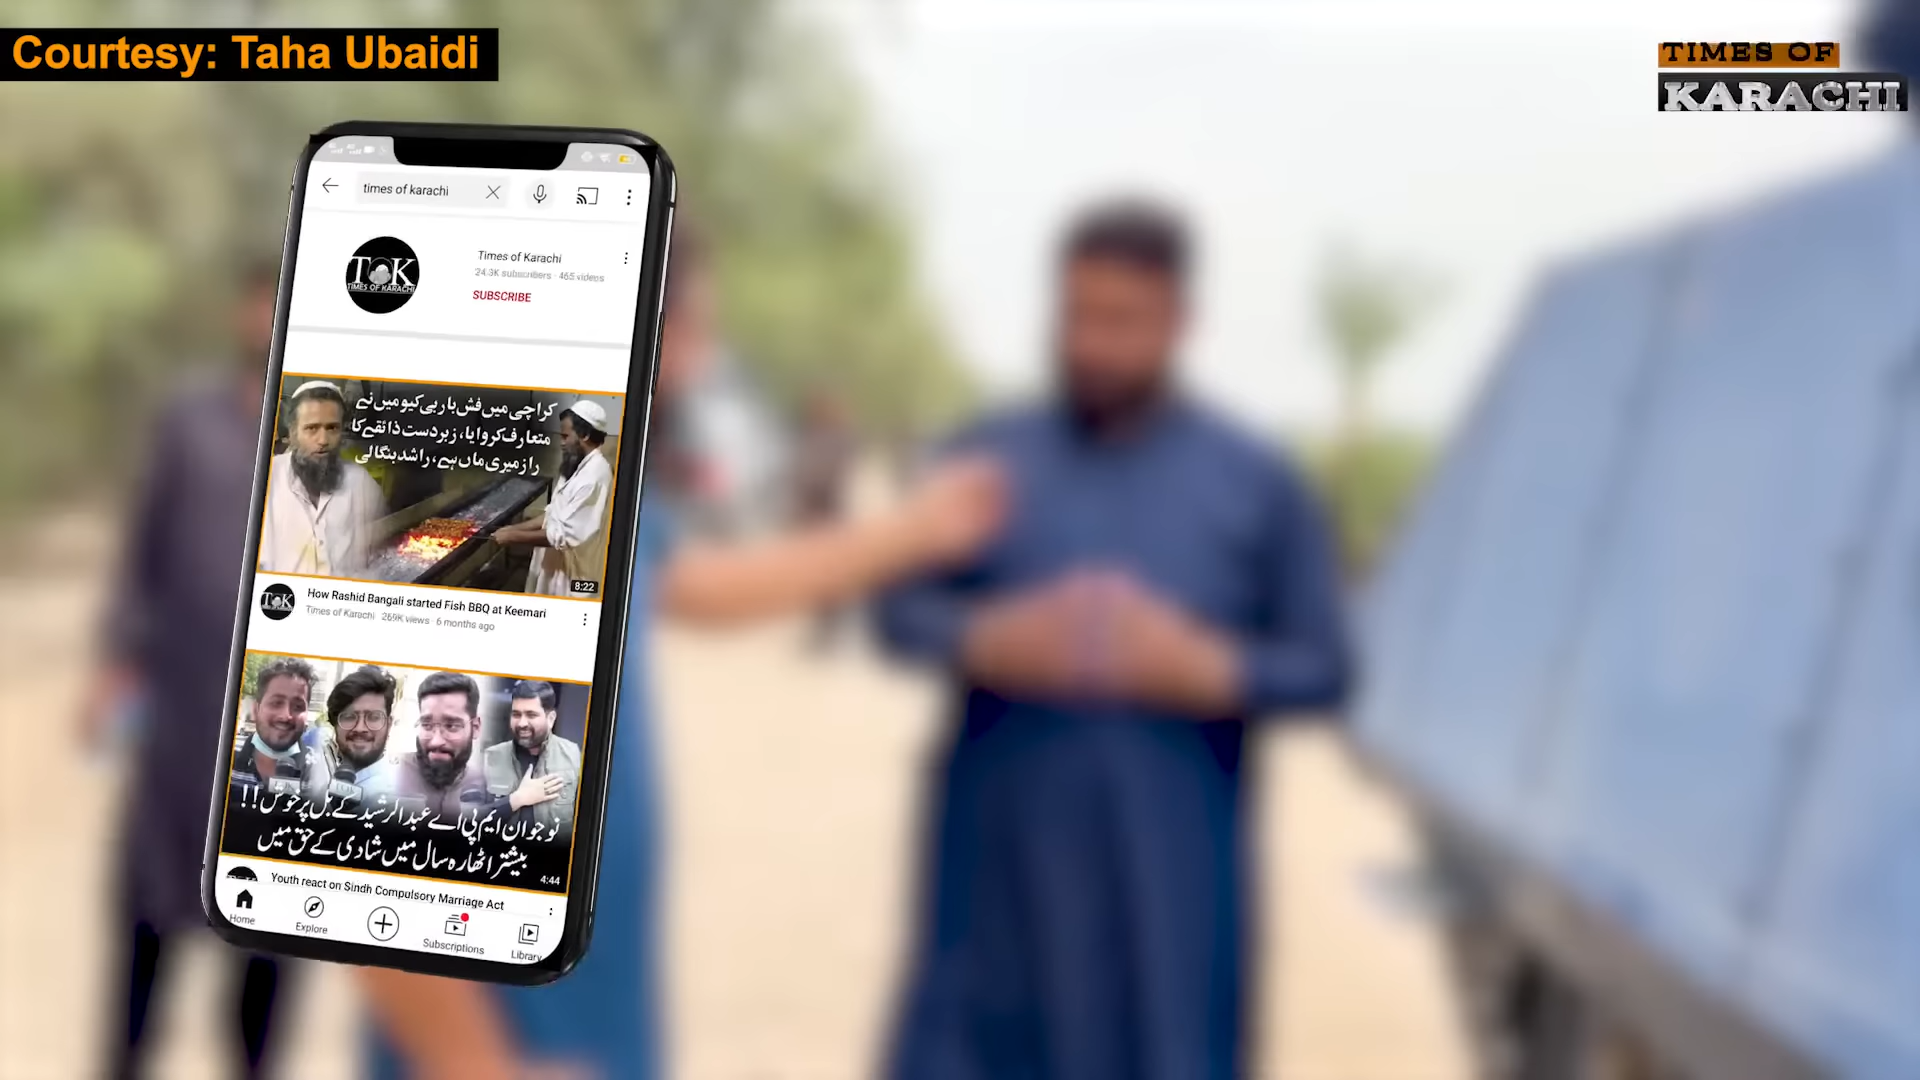 Courtesy: Taha Ubaidi
TIMES OF
KARACHI
times of karachi
TOK
TIMES OF KARACHI
Times of Karachi
24.3K subscribers · 465 videos
SUBSCRIBE
کراچی میں فش باربی کیو میں نے
متعارف کروایا، زبردست ذائقے کا
راز میری ماں ہے، راشد بنگالی
8:22
TOK
How Rashid Bangali started Fish BBQ at Keemari
Times of Karachi · 269K views · 6 months ago
نوجوان ایم پی اے عبدالرشید کے بل پر خوش!!
بیشتر اٹھارہ سال میں شادی کے حق میں
4:44
Youth react on Sindh Compulsory Marriage Act
Home
Explore
Subscriptions
Library